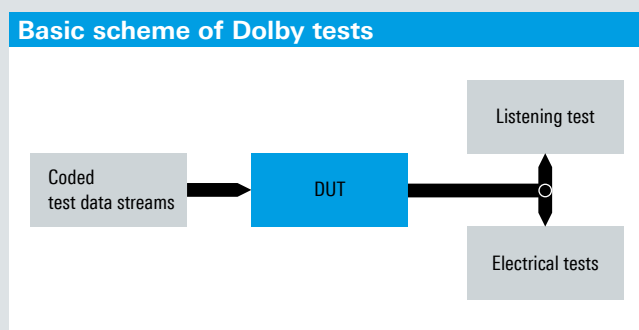 Basic scheme of Dolby tests
Listening test
Coded
test data streams
DUT
Electrical tests